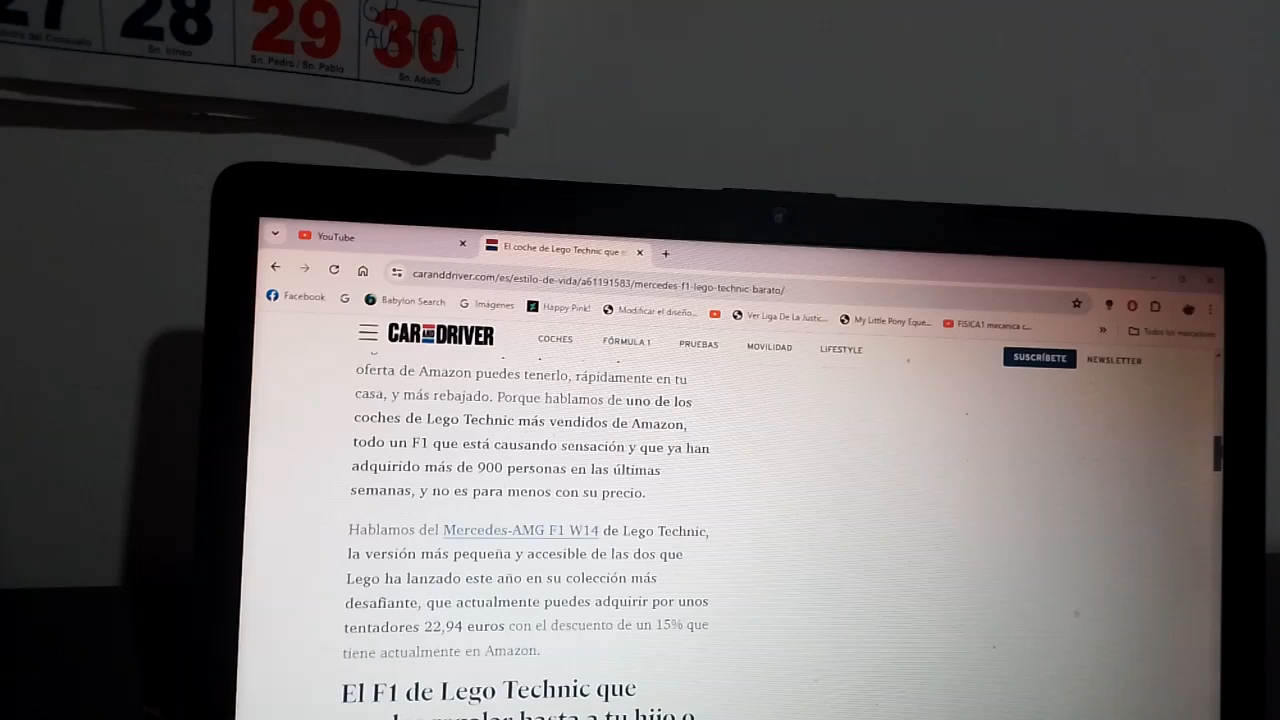 27 28 29 30
Sn. Irineo
Sn. Pedro / Sn. Pablo
Sn. Adolfo
GP
AUSTRIA
YouTube
El coche de Lego Technic que
caranddriver.com/es/estilo-de-vida/a61191583/mercedes-f1-lego-technic-barato/
Facebook
Babylon Search
Imágenes
Happy Pink!
Modificar el diseño...
Ver Liga De La Justic...
My Little Pony Eque...
FISICA1 mecanica c...
Todos los marcadores
CAR AND DRIVER
COCHES
FÓRMULA 1
PRUEBAS
MOVILIDAD
LIFESTYLE
SUSCRÍBETE
NEWSLETTER
oferta de Amazon puedes tenerlo, rápidamente en tu
casa, y más rebajado. Porque hablamos de uno de los
coches de Lego Technic más vendidos de Amazon,
todo un F1 que está causando sensación y que ya han
adquirido más de 900 personas en las últimas
semanas, y no es para menos con su precio.
Hablamos del Mercedes-AMG F1 W14 de Lego Technic,
la versión más pequeña y accesible de las dos que
Lego ha lanzado este año en su colección más
desafiante, que actualmente puedes adquirir por unos
tentadores 22,94 euros con el descuento de un 15% que
tiene actualmente en Amazon.
El F1 de Lego Technic que